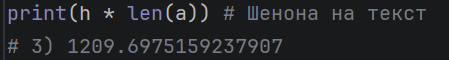 print(h * len(a)) # Шенона на текст
# 3) 1209.6975159237907